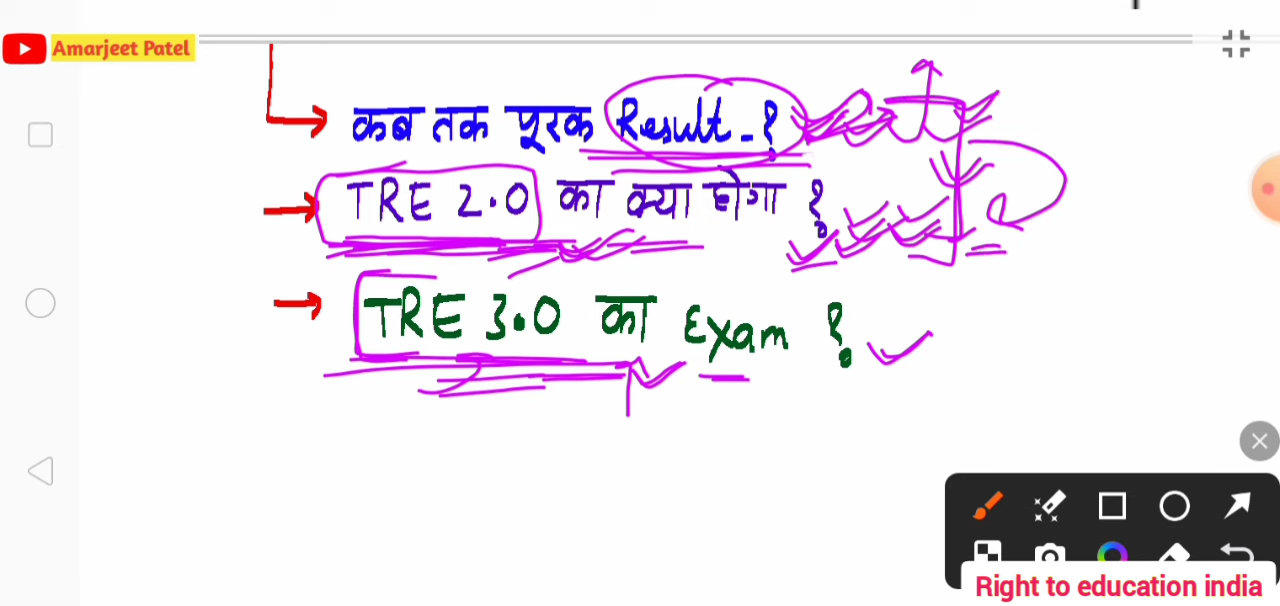 Amarjeet Patel
कब तक पूरक Result - ?
TRE 2.0 का क्या होगा ?
TRE 3.0 का Exam ?
Right to education india